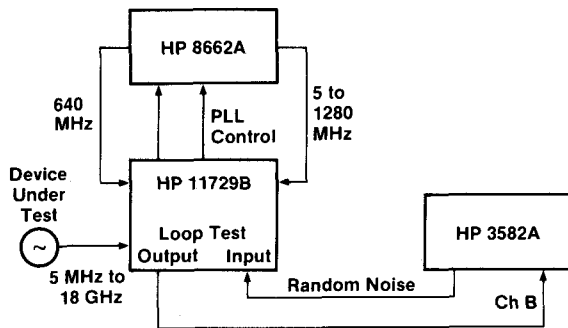 HP 8662A
640
MHz
PLL
Control
5 to
1280
MHz
Device
Under
Test
~
HP 11729B
Loop Test
Output Input
5 MHz to
18 GHz
HP 3582A
Random Noise
Ch B